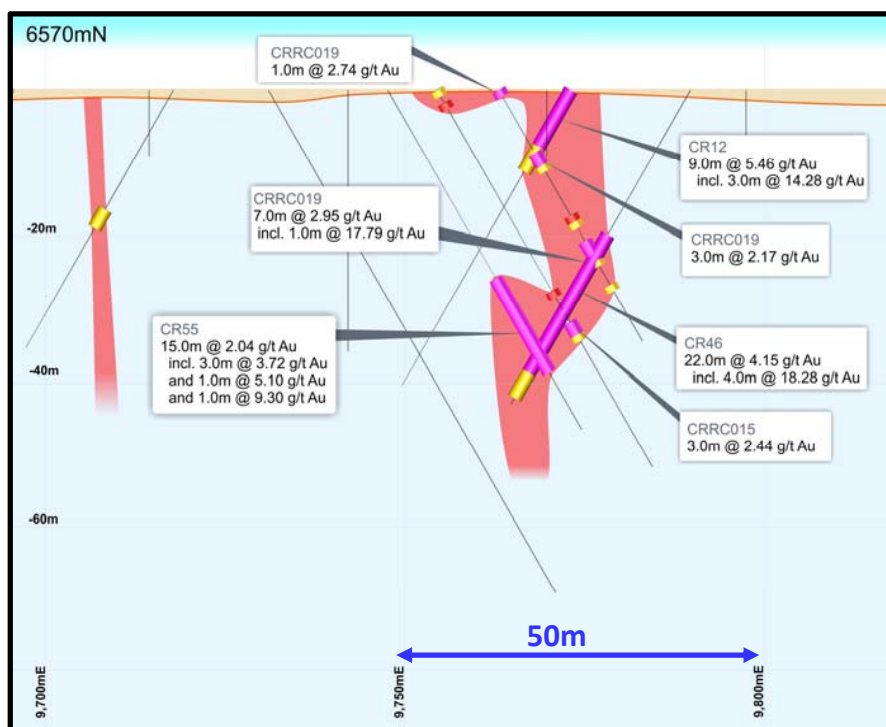 6570mN
CRRC019
1.0m @ 2.74 g/t Au
CR12
9.0m @ 5.46 g/t Au
incl. 3.0m @ 14.28 g/t Au
CRRC019
7.0m @ 2.95 g/t Au
incl. 1.0m @ 17.79 g/t Au
-20m
CRRC019
3.0m @ 2.17 g/t Au
CR55
15.0m @ 2.04 g/t Au
incl. 3.0m @ 3.72 g/t Au
and 1.0m @ 5.10 g/t Au
and 1.0m @ 9.30 g/t Au
CR46
22.0m @ 4.15 g/t Au
incl. 4.0m @ 18.28 g/t Au
-40m
CRRC015
3.0m @ 2.44 g/t Au
-60m
50m
9,700mE
9,750mE
9,800mE